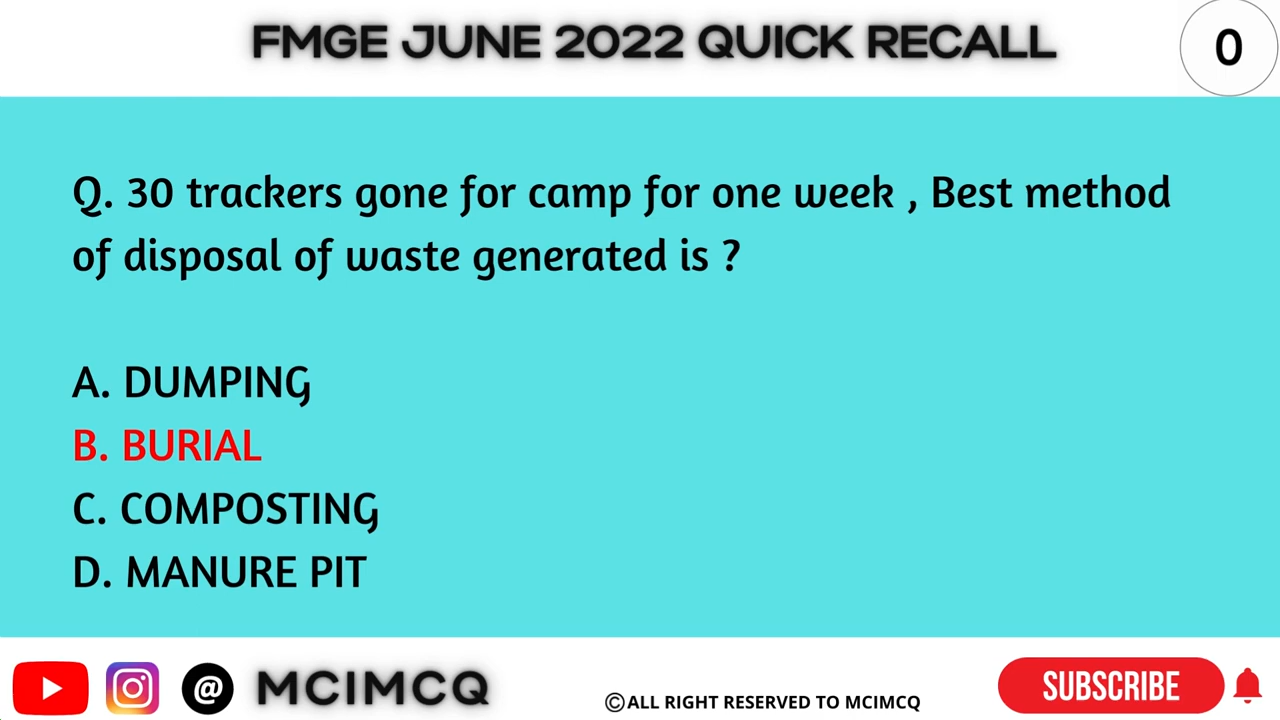 FMGE JUNE 2022 QUICK RECALL
0
Q. 30 trackers gone for camp for one week , Best method
of disposal of waste generated is ?
A. DUMPING
B. BURIAL
C. COMPOSTING
D. MANURE PIT
@ MCIMCQ
©ALL RIGHT RESERVED TO MCIMCQ
SUBSCRIBE